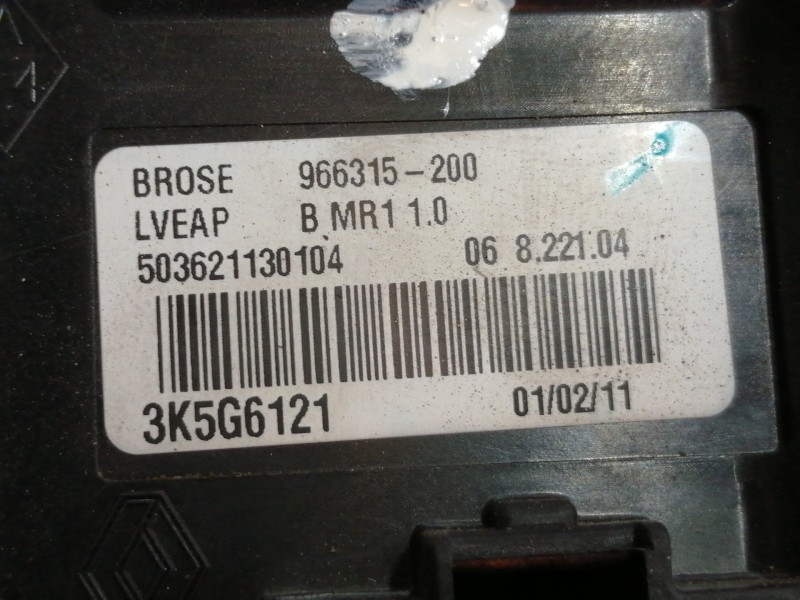 BROSE 966315-200
LVEAP B MR1 1.0
503621130104 06 8.221.04
3K5G6121 01/02/11